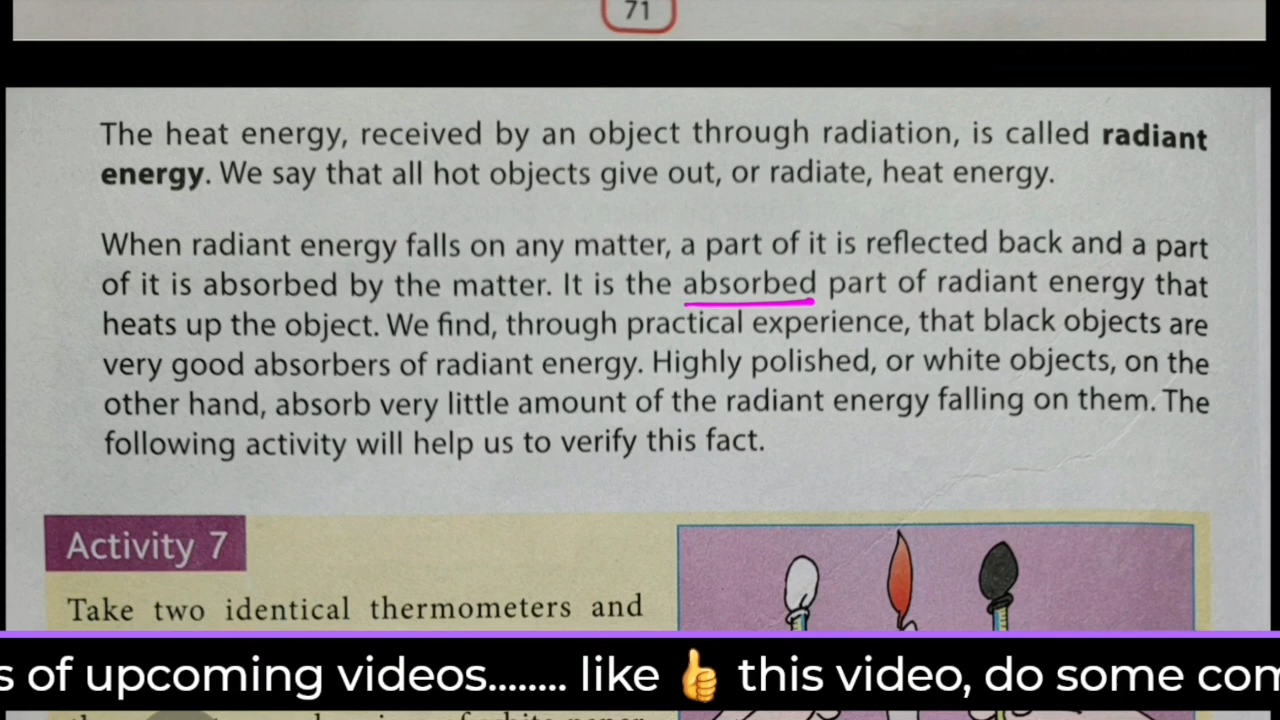 71
The heat energy, received by an object through radiation, is called radiant
energy. We say that all hot objects give out, or radiate, heat energy.
When radiant energy falls on any matter, a part of it is reflected back and a part
of it is absorbed by the matter. It is the absorbed part of radiant energy that
heats up the object. We find, through practical experience, that black objects are
very good absorbers of radiant energy. Highly polished, or white objects, on the
other hand, absorb very little amount of the radiant energy falling on them. The
following activity will help us to verify this fact.
Activity 7
Take two identical thermometers and
s of upcoming videos........ like 👍 this video, do some com